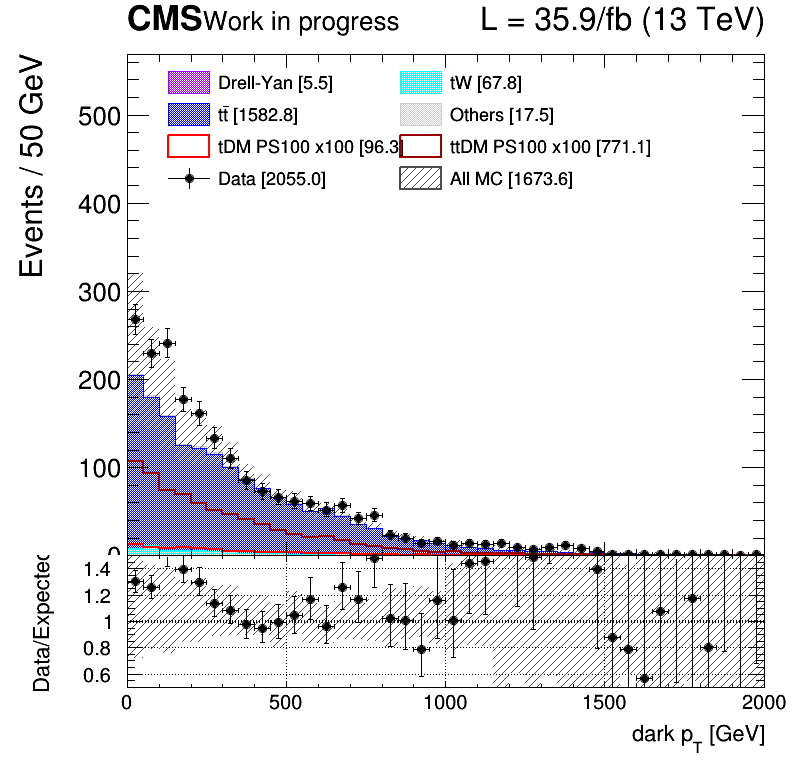 CMS Work in progress L = 35.9/fb (13 TeV)
Events / 50 GeV
500
400
300
200
100
0
Drell-Yan [5.5] tW [67.8]
tt̄ [1582.8] Others [17.5]
tDM PS100 x100 [96.3] ttDM PS100 x100 [771.1]
Data [2055.0] All MC [1673.6]
Data/Expected
1.4
1.2
1
0.8
0.6
0 500 1000 1500 2000
dark pT [GeV]